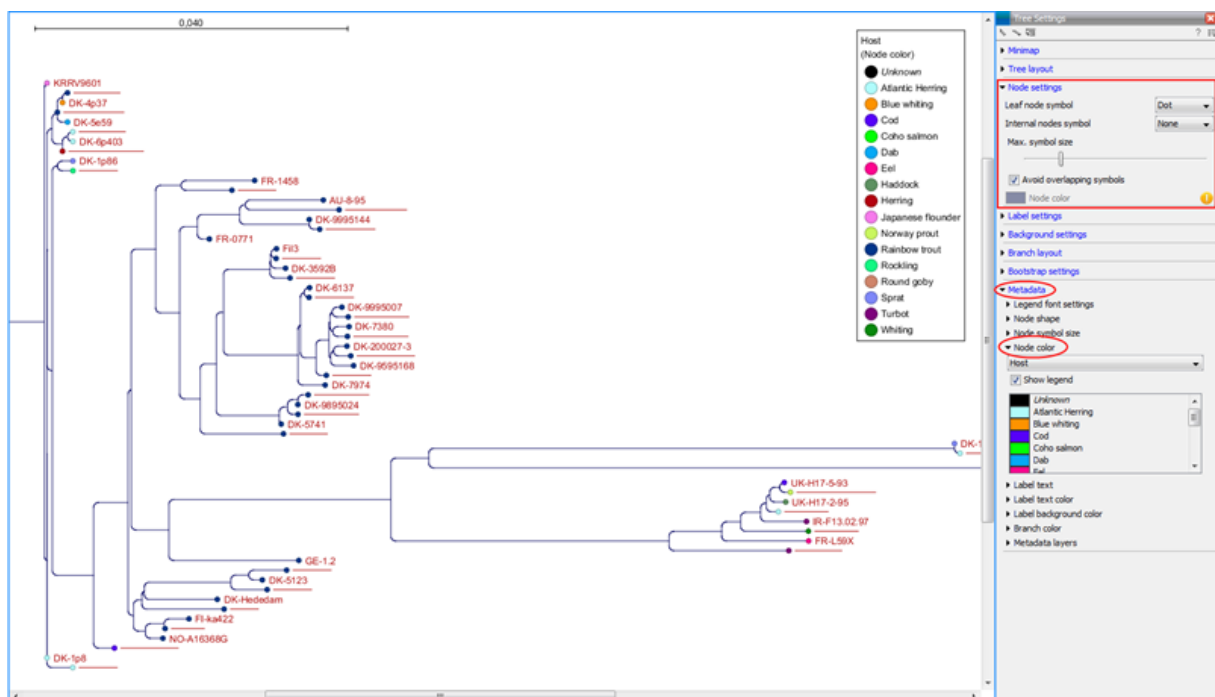 0,040
KRRV9601
DK-4p37
DK-5e59
DK-6p403
DK-1p86
FR-1458
AU-8-95
DK-9995144
FR-0771
Fil3
DK-3592B
DK-6137
DK-9995007
DK-7380
DK-200027-3
DK-9595168
DK-7974
DK-9895024
DK-5741
DK-1
UK-H17-5-93
UK-H17-2-95
IR-F13.02.97
FR-L59X
GE-1.2
DK-5123
DK-Hededam
FI-ka422
NO-A16368G
DK-1p8
Host
(Node color)
Unknown
Atlantic Herring
Blue whiting
Cod
Coho salmon
Dab
Eel
Haddock
Herring
Japanese flounder
Norway prout
Rainbow trout
Rockling
Round goby
Sprat
Turbot
Whiting
Tree Settings
?
Minimap
Tree layout
Node settings
Leaf node symbol Dot
Internal nodes symbol None
Max. symbol size
Avoid overlapping symbols
Node color
Label settings
Background settings
Branch layout
Bootstrap settings
Metadata
Legend font settings
Node shape
Node symbol size
Node color
Host
Show legend
Unknown
Atlantic Herring
Blue whiting
Cod
Coho salmon
Dab
Eel
Label text
Label text color
Label background color
Branch color
Metadata layers